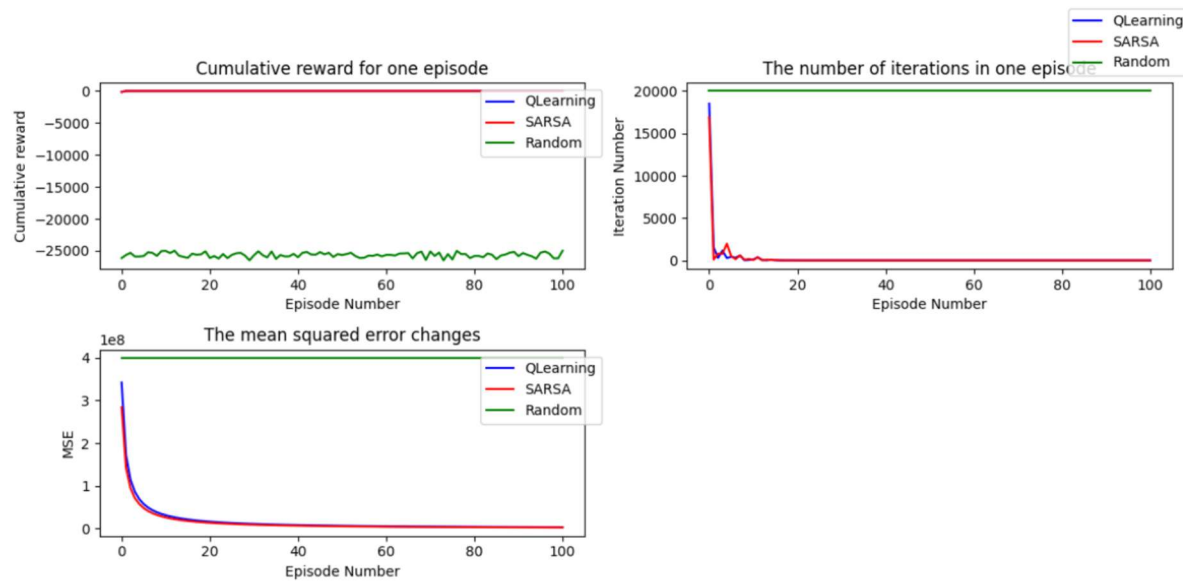 Cumulative reward for one episode
Cumulative reward
0
−5000
−10000
−15000
−20000
−25000
0 20 40 60 80 100
Episode Number
QLearning
SARSA
Random
The number of iterations in one episode
Iteration Number
20000
15000
10000
5000
0
0 20 40 60 80 100
Episode Number
QLearning
SARSA
Random
The mean squared error changes
1e8
MSE
4
3
2
1
0
0 20 40 60 80 100
Episode Number
QLearning
SARSA
Random